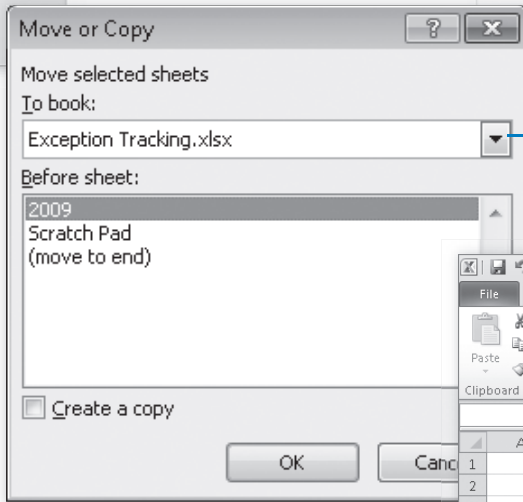 Move or Copy
Move selected sheets
To book:
Exception Tracking.xlsx
Before sheet:
2009
Scratch Pad
(move to end)
Create a copy
OK
Canc
File
Paste
Clipboard
A
1
2